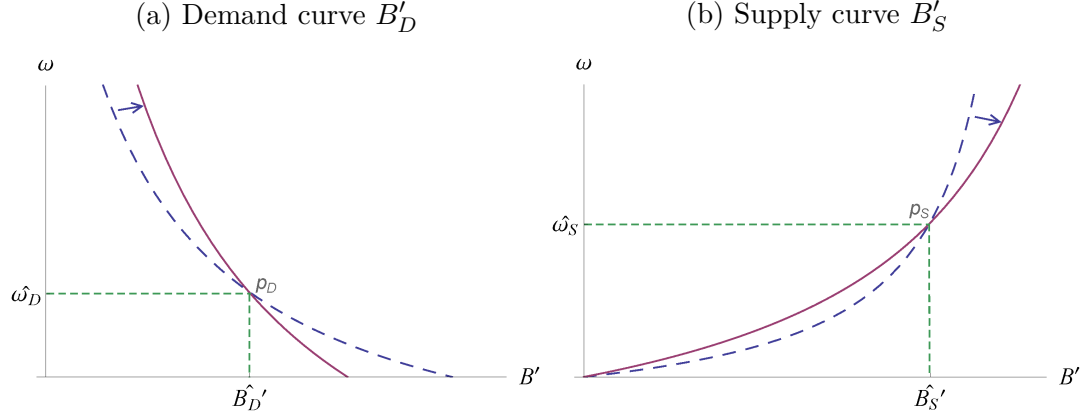 (a) Demand curve B′_D
(b) Supply curve B′_S
ω
p_D
ω̂_D
B̂_D′
B′
ω
p_S
ω̂_S
B̂_S′
B′